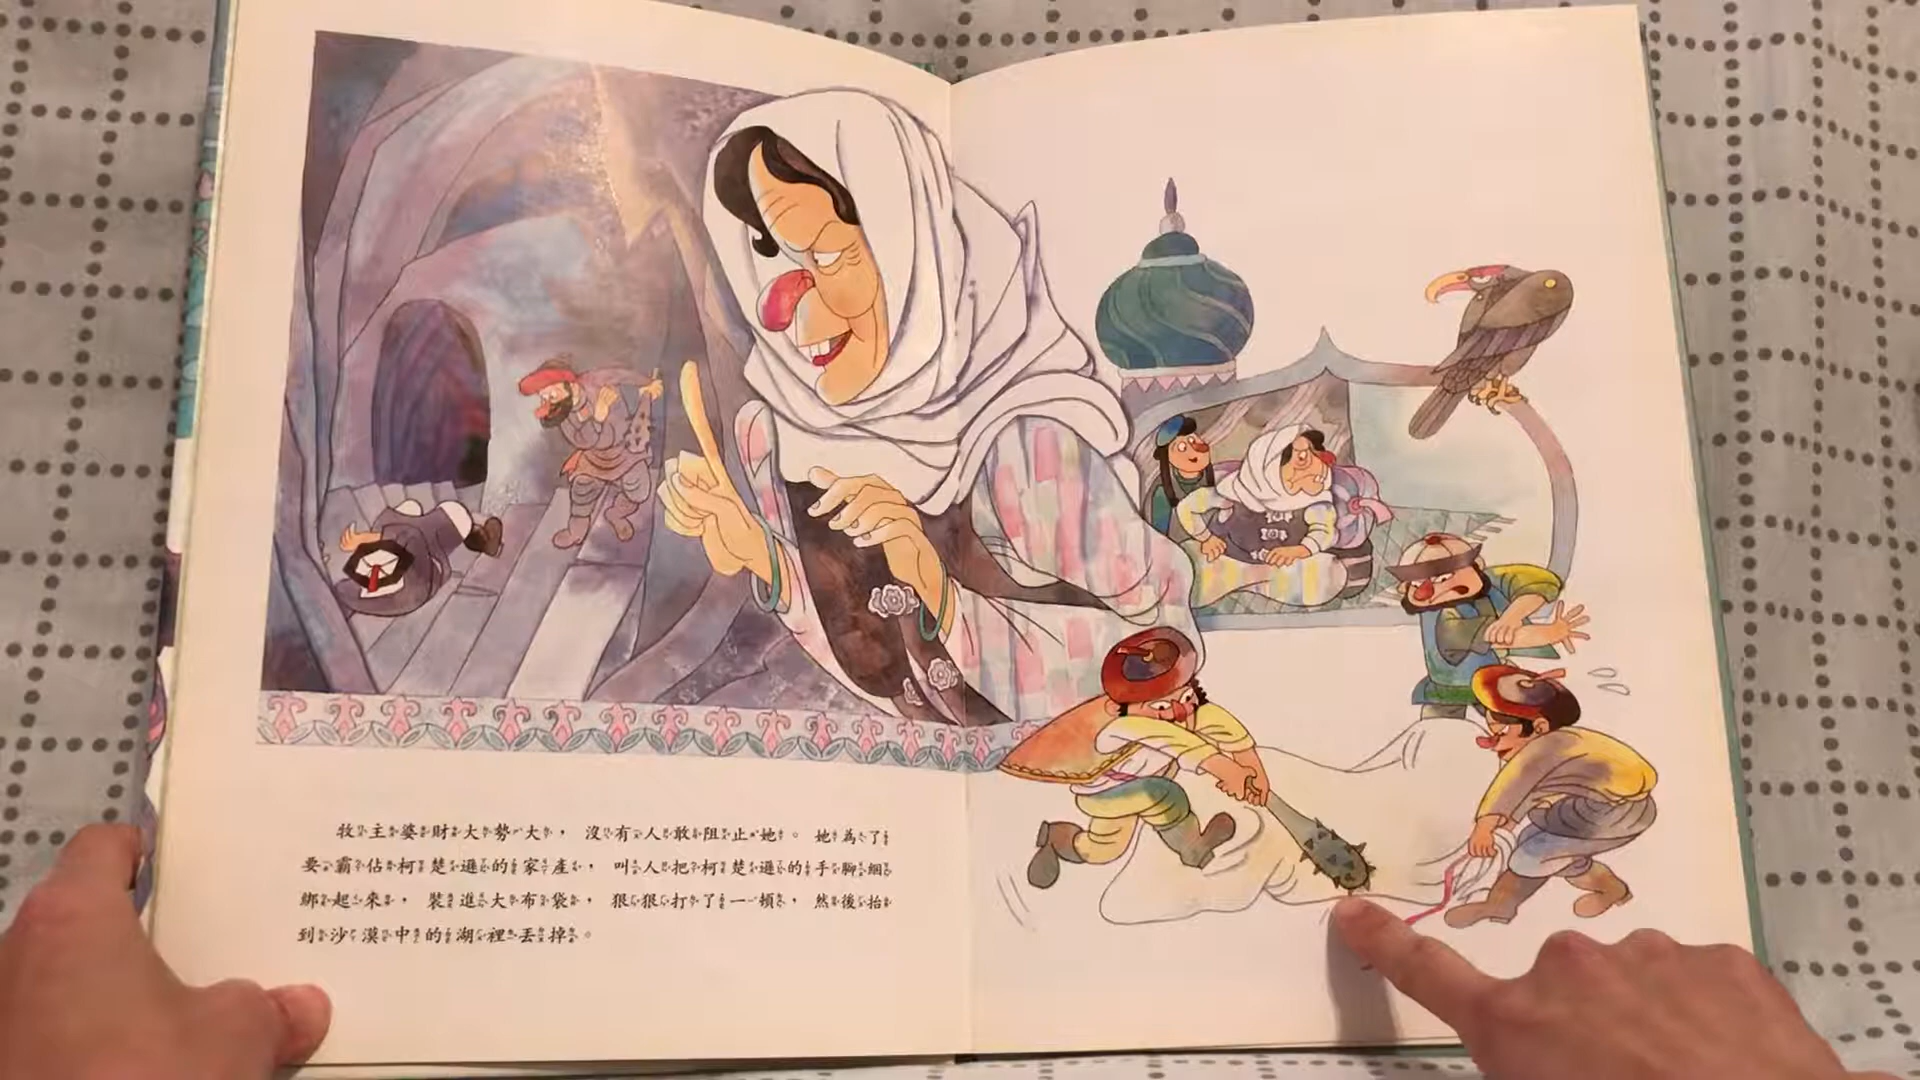 牧主婆財大勢大，沒有人敢阻止她。她為了
要霸佔柯楚遜的家產，叫人把柯楚遜的手腳綑
綁起來，裝進大布袋，狠狠打了一頓，然後抬
到沙漠中的湖裡丟掉。